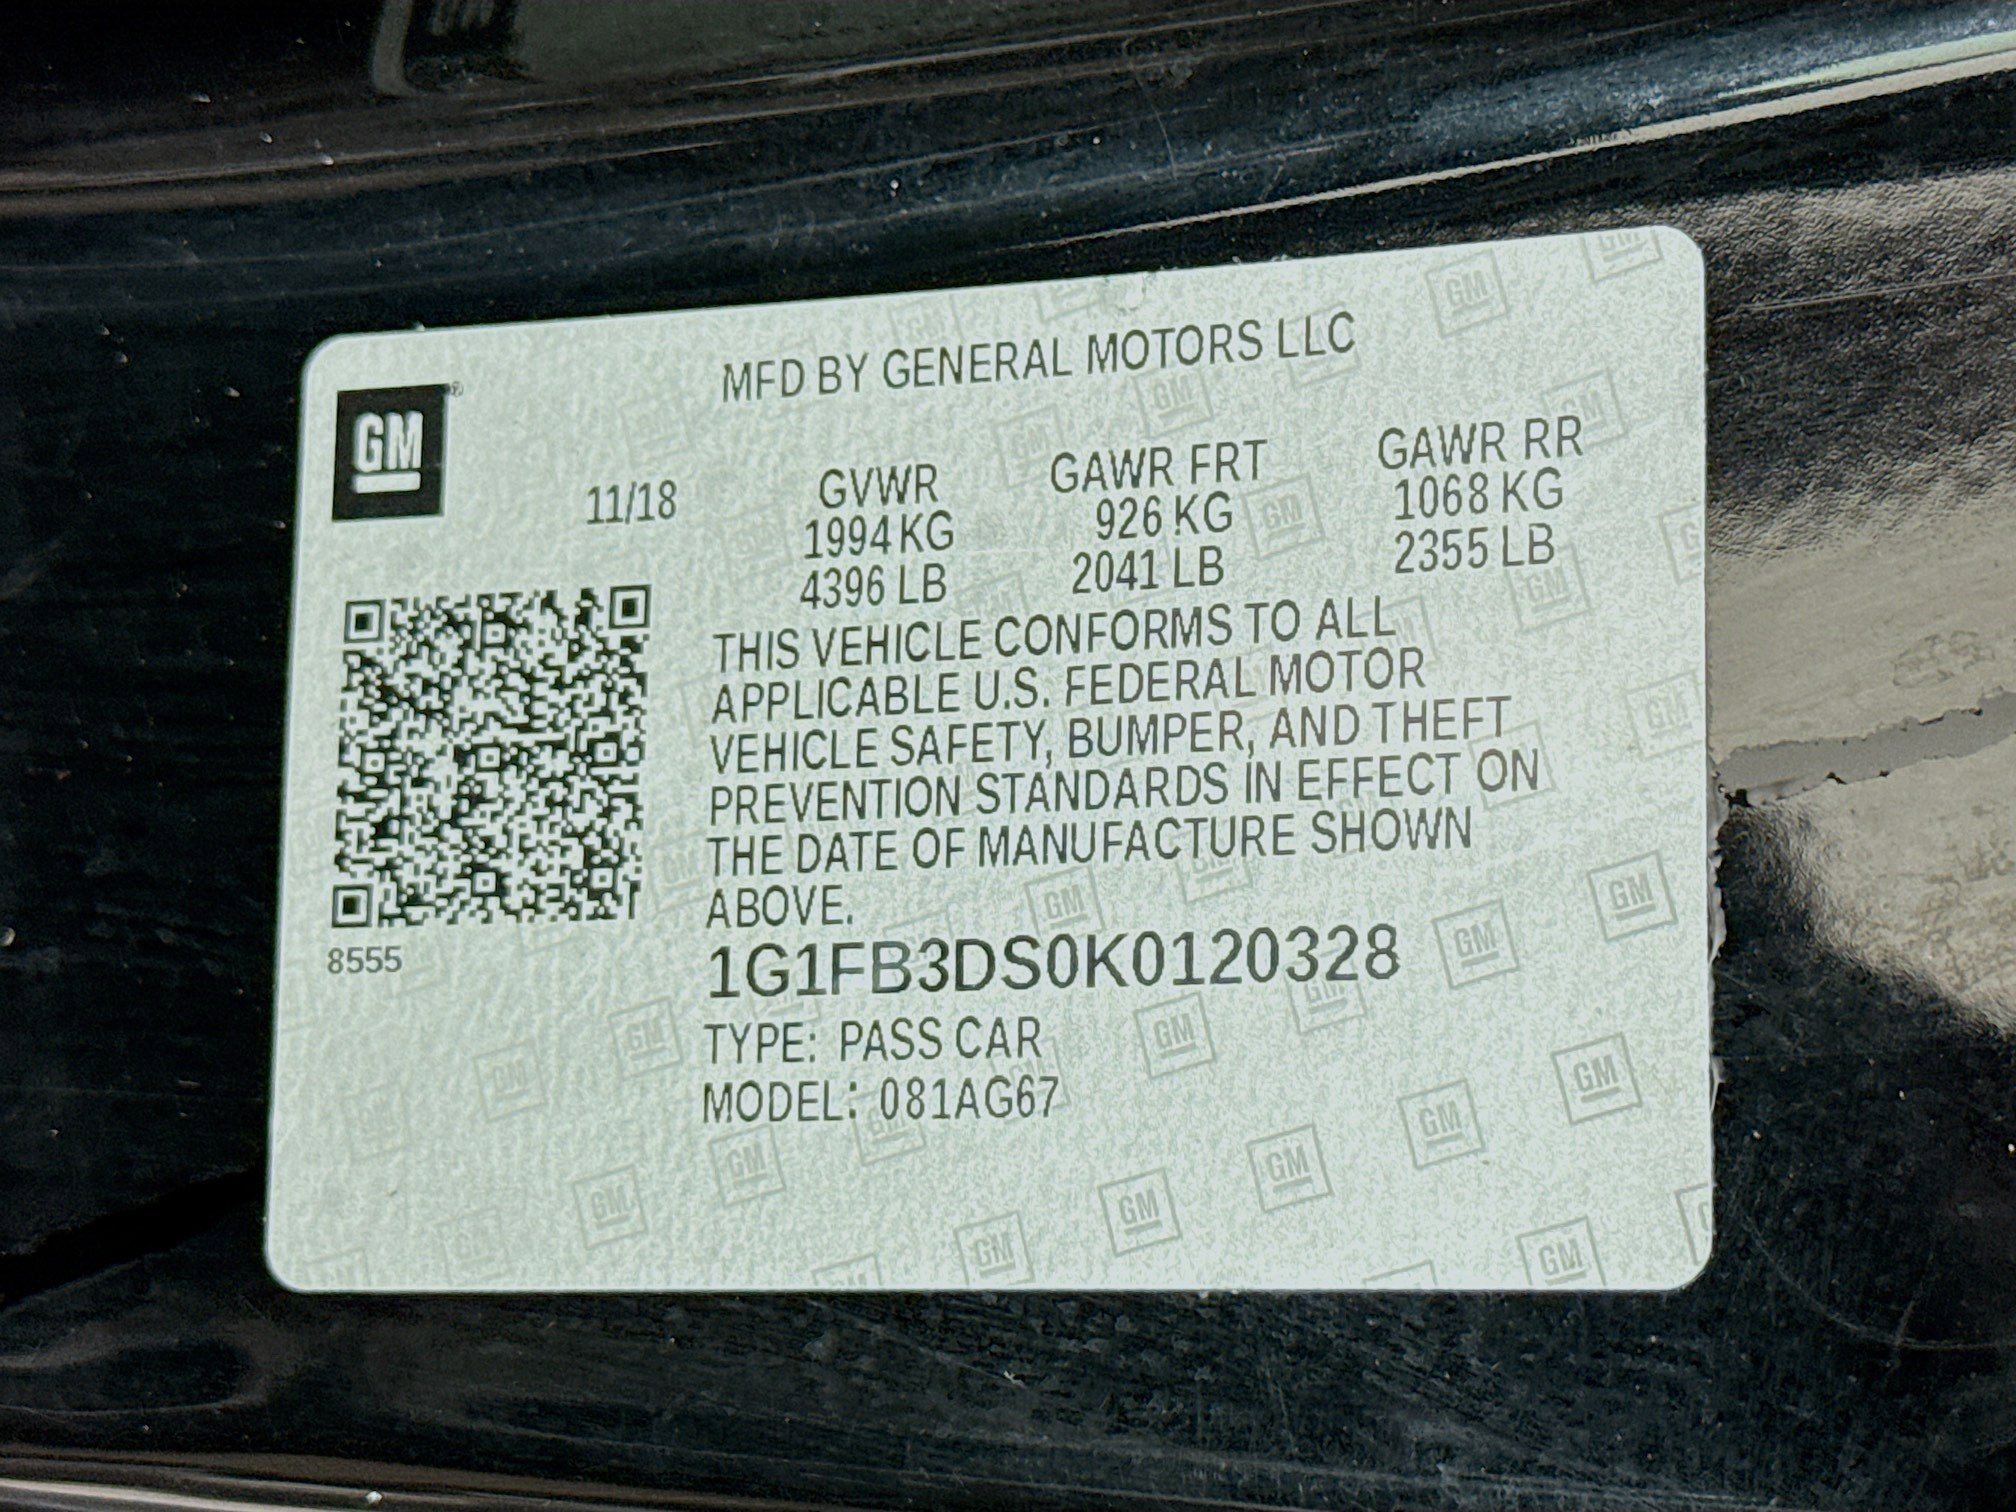 MFD BY GENERAL MOTORS LLC
GM
11/18 GVWR GAWR FRT GAWR RR
1994 KG 926 KG 1068 KG
4396 LB 2041 LB 2355 LB
THIS VEHICLE CONFORMS TO ALL
APPLICABLE U.S. FEDERAL MOTOR
VEHICLE SAFETY, BUMPER, AND THEFT
PREVENTION STANDARDS IN EFFECT ON
THE DATE OF MANUFACTURE SHOWN
ABOVE.
8555
1G1FB3DS0K0120328
TYPE: PASS CAR
MODEL: 081AG67